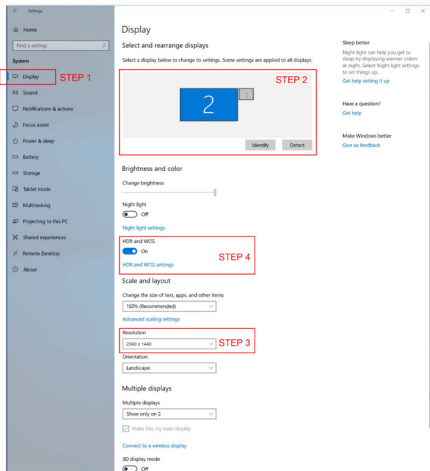 Settings
Home
Find a setting
System
Display
STEP 1
Sound
Notifications & actions
Focus assist
Power & sleep
Battery
Storage
Tablet mode
Multitasking
Projecting to this PC
Shared experiences
Remote Desktop
About
Display
Select and rearrange displays
Select a display below to change its settings. Some settings are applied to all displays.
STEP 2
2
1
Identify
Detect
Brightness and color
Change brightness
Night light
Off
Night light settings
HDR and WCG
On
STEP 4
HDR and WCG settings
Scale and layout
Change the size of text, apps, and other items
150% (Recommended)
Advanced scaling settings
Resolution
2560 x 1440
STEP 3
Orientation
Landscape
Multiple displays
Multiple displays
Show only on 2
Make this my main display
Connect to a wireless display
3D display mode
Off
Sleep better
Night light can help you get to
sleep by displaying warmer colors
at night. Select Night light settings
to set things up.
Get help setting it up
Have a question?
Get help
Make Windows better
Give us feedback